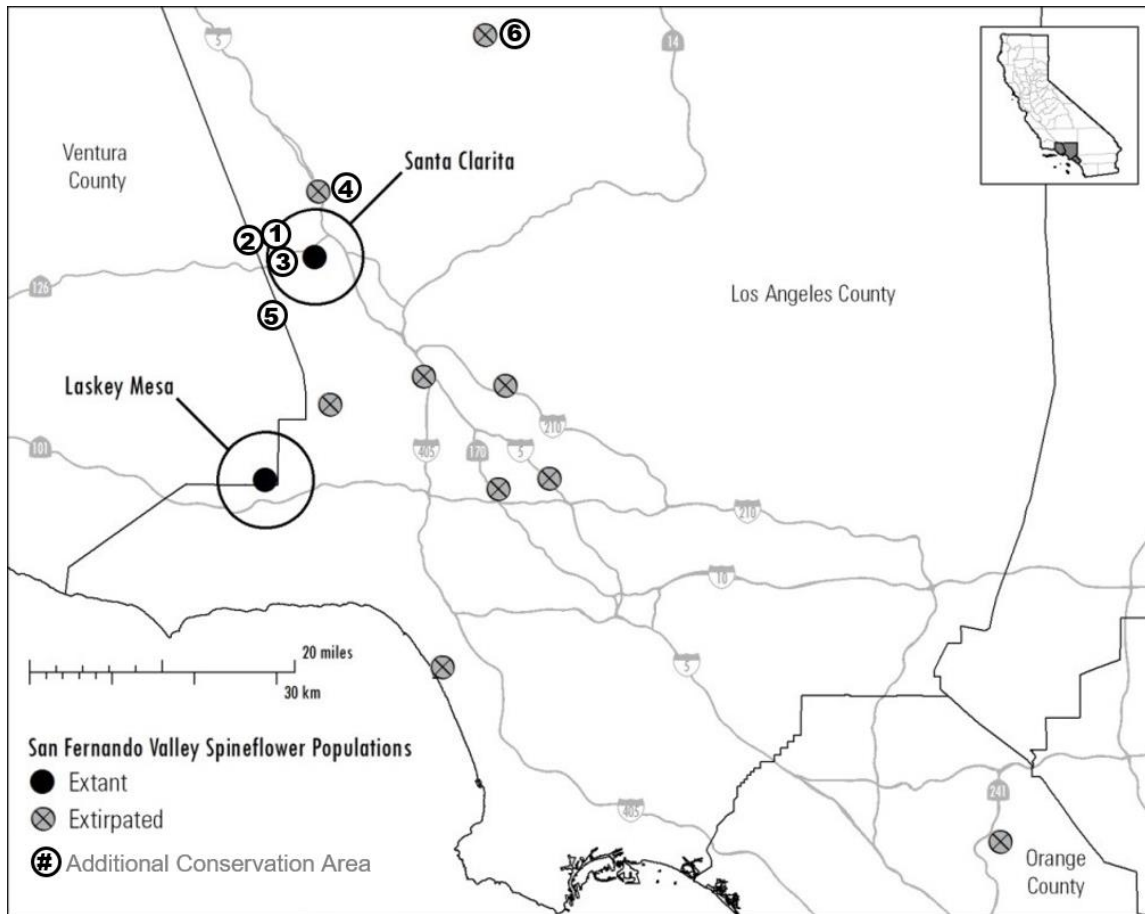 6
5
14
Ventura
County
Santa Clarita
4
1
2
3
126
5
Los Angeles County
Laskey Mesa
101
210
405
170
5
210
10
20 miles
30 km
5
San Fernando Valley Spineflower Populations
Extant
Extirpated
# Additional Conservation Area
405
241
Orange
County